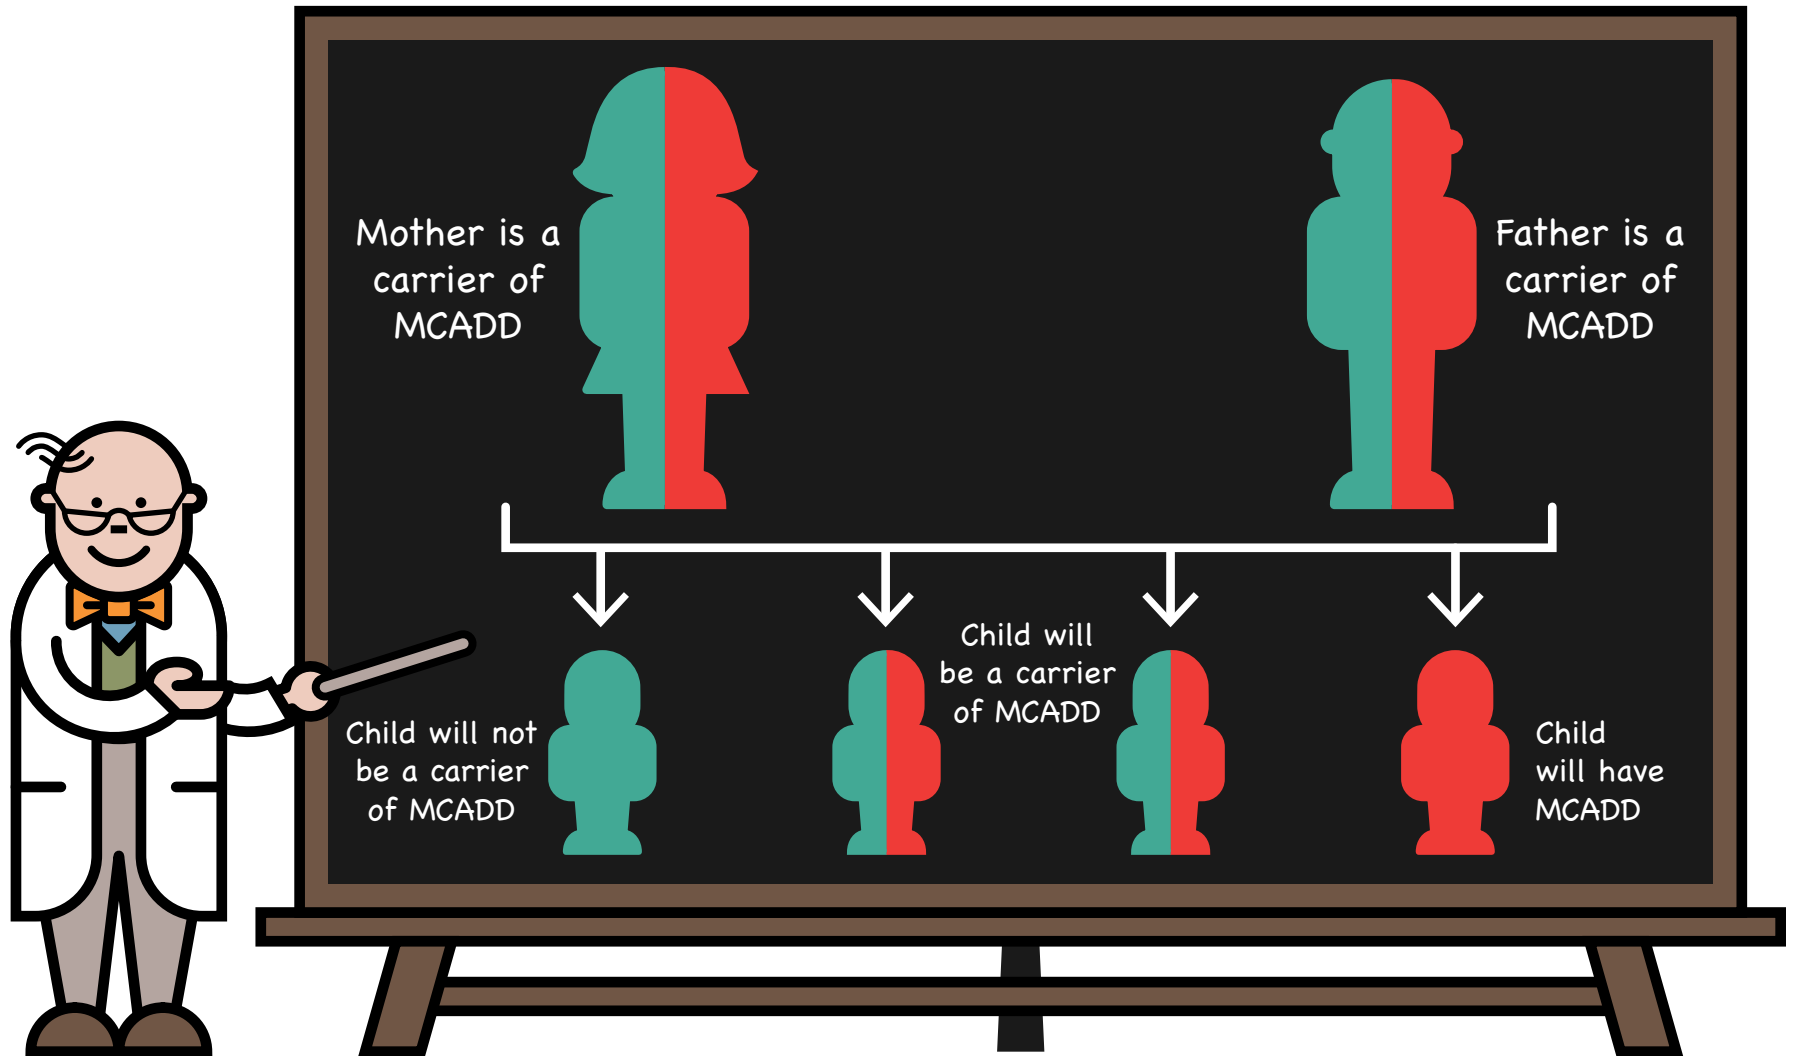 Mother is a
carrier of
MCADD
Father is a
carrier of
MCADD
Child will not
be a carrier
of MCADD
Child will
be a carrier
of MCADD
Child
will have
MCADD